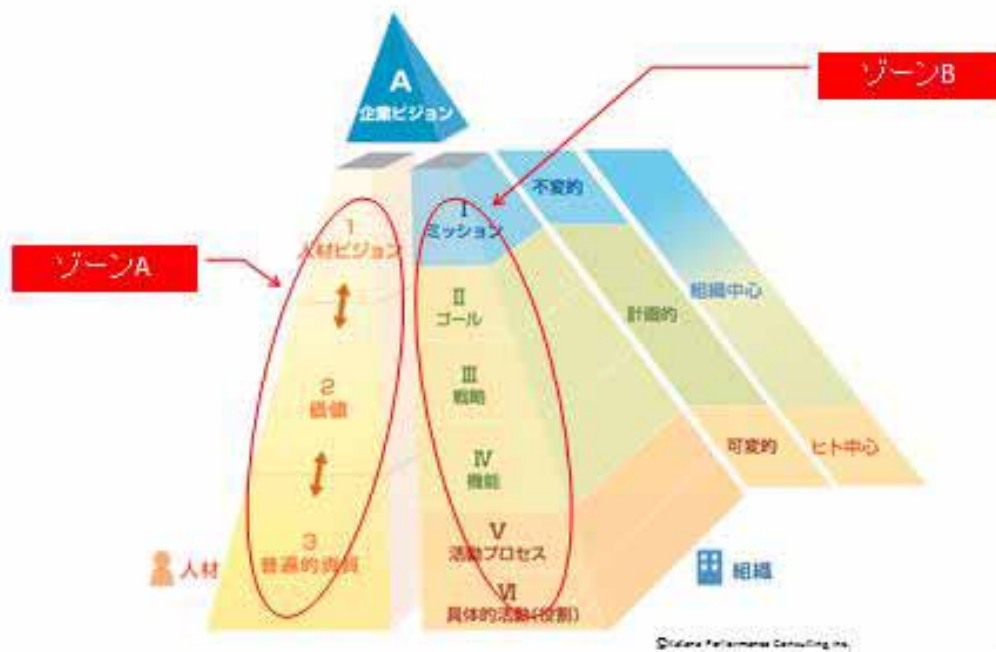 A
企業ビジョン
ゾーンB
ゾーンA
1
人材ビジョン
2
価値
3
普遍的資質
人材
I
ミッション
II
ゴール
III
戦略
IV
機能
V
活動プロセス
VI
具体的活動(役割)
不変的
計画的
可変的
組織中心
ヒト中心
組織
Performance Consulting, Inc.